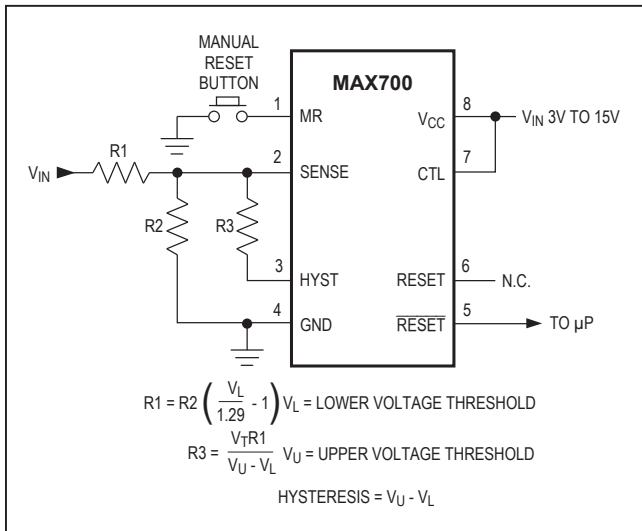 MANUAL
RESET
BUTTON
MAX700
1
MR
8
VCC
VIN 3V TO 15V
R1
VIN
2
SENSE
7
CTL
R2
R3
3
HYST
6
RESET
N.C.
4
GND
5
RESET
TO µP
R1 = R2 ( VL / 1.29 - 1 ) VL = LOWER VOLTAGE THRESHOLD
R3 = VTR1 / VU - VL VU = UPPER VOLTAGE THRESHOLD
HYSTERESIS = VU - VL